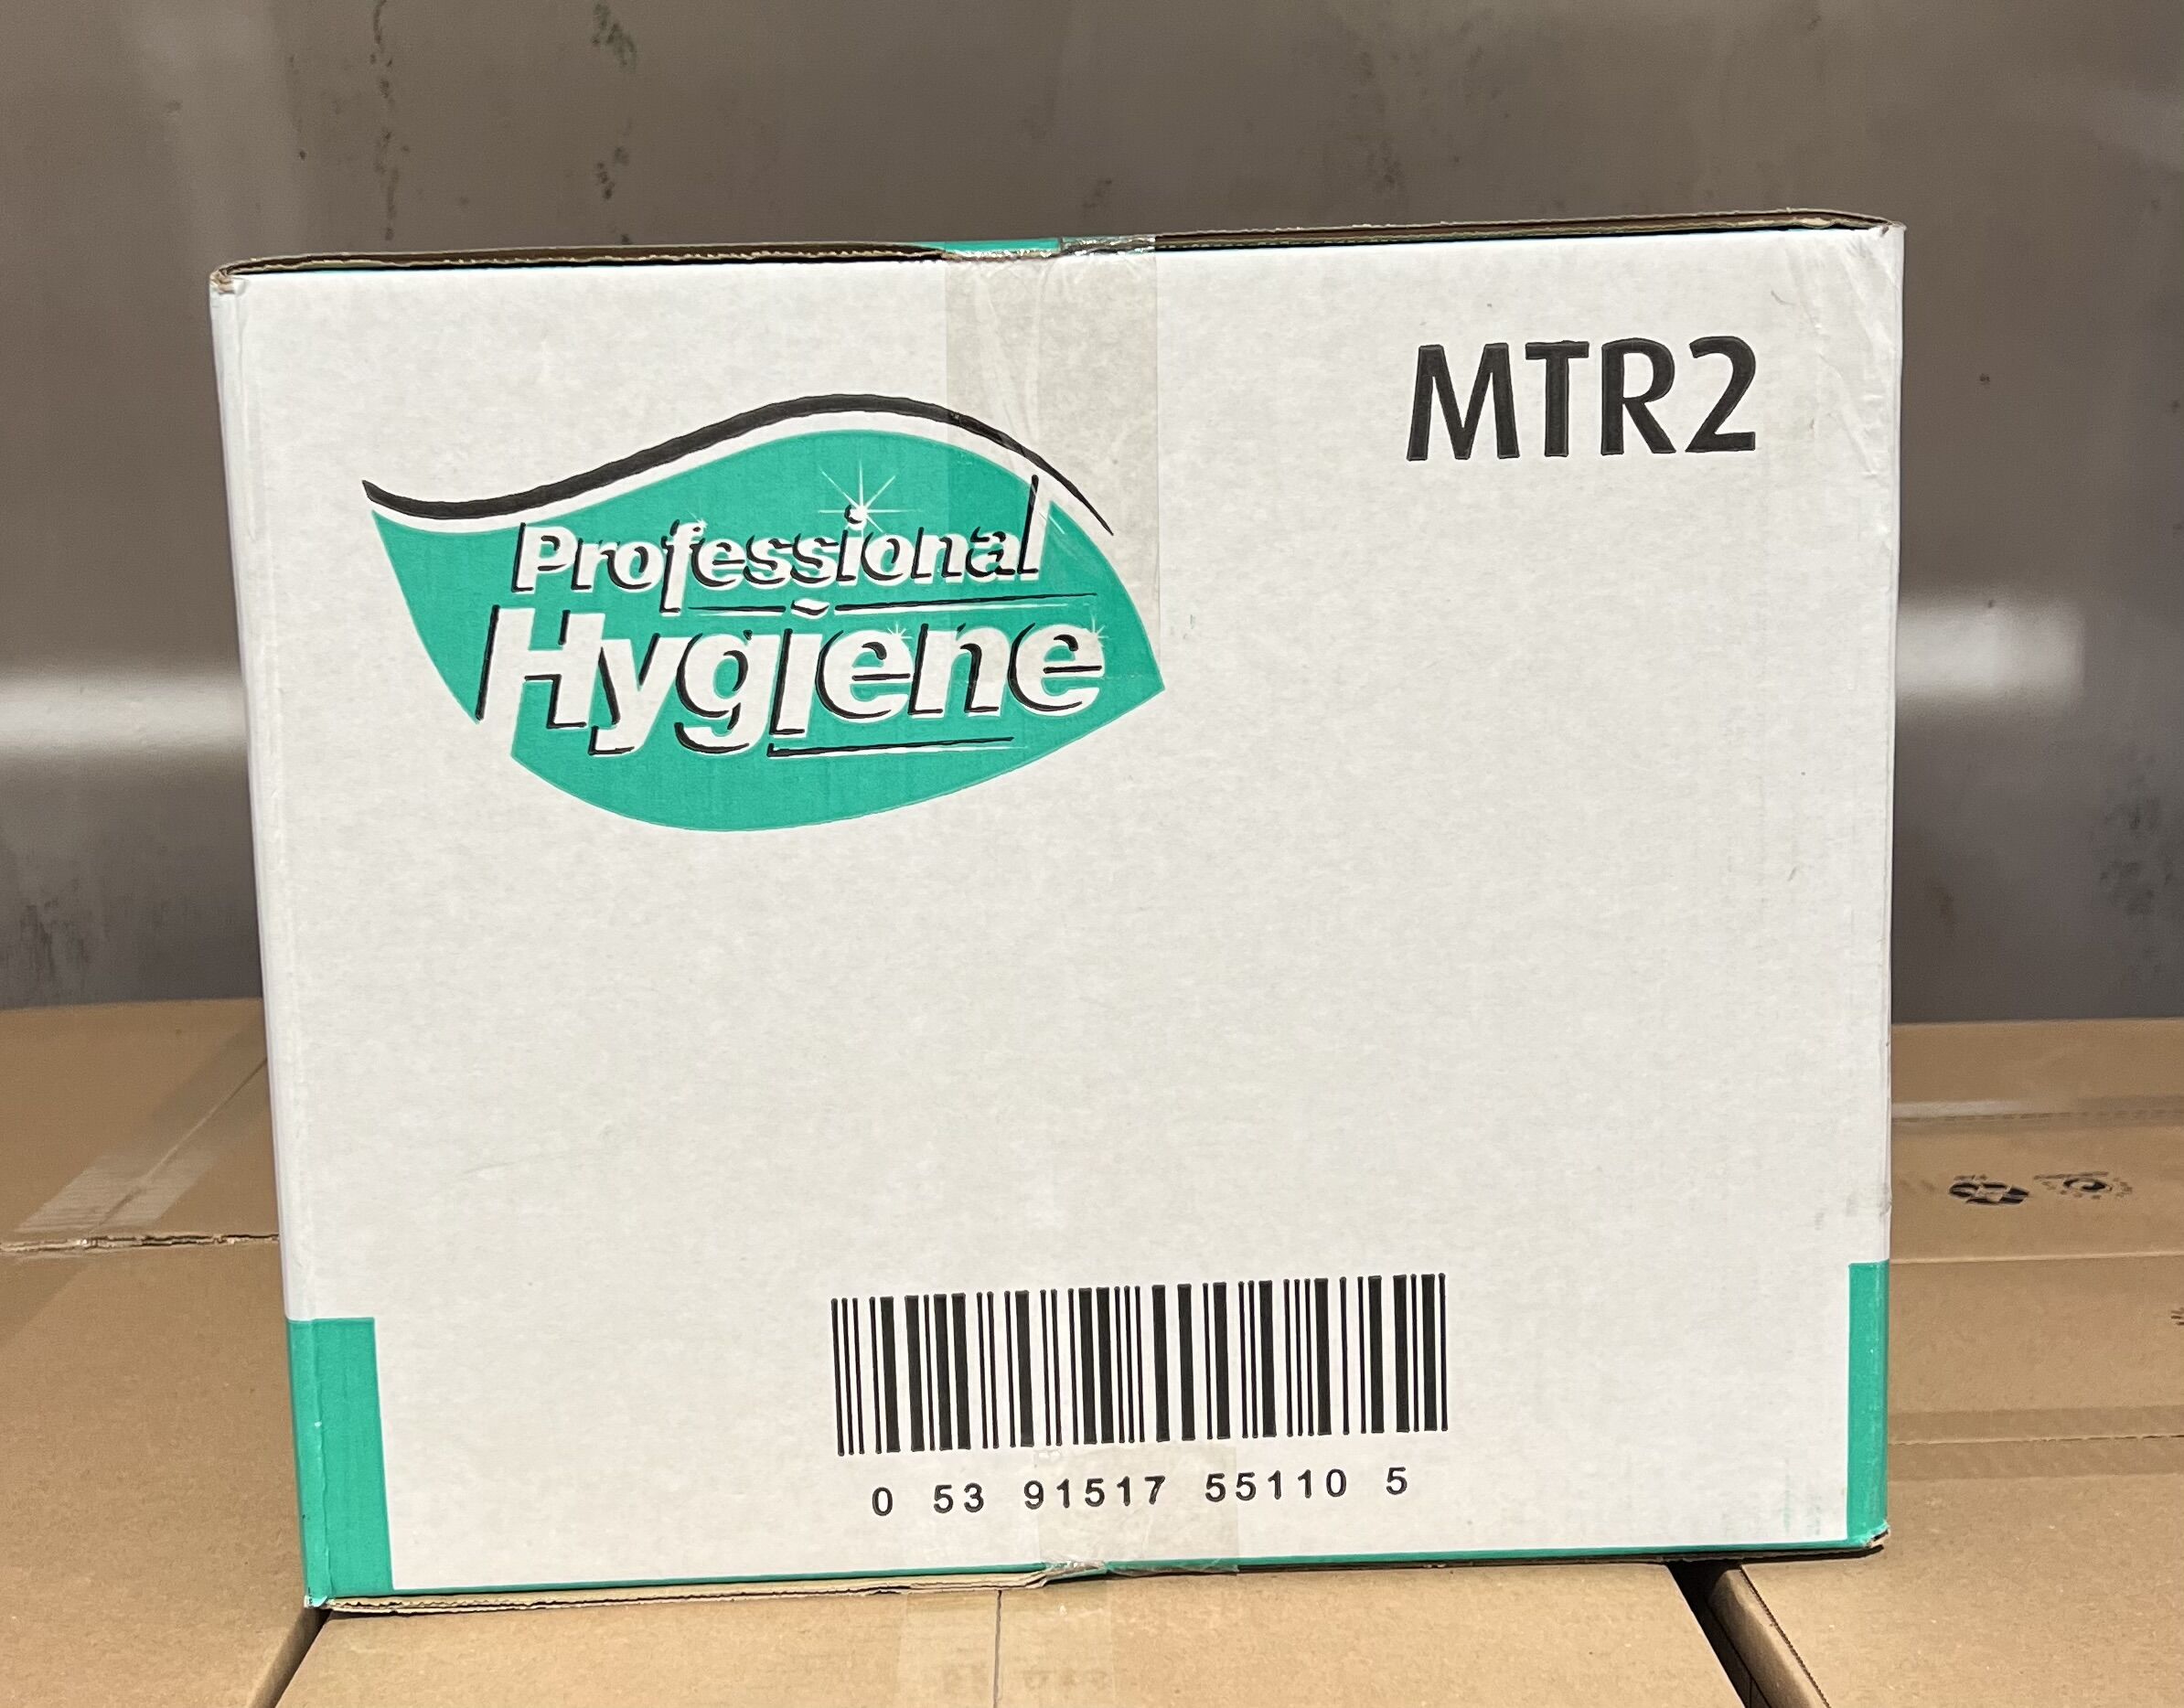 MTR2
Professional
Hygiene
0 53 91517 55110 5